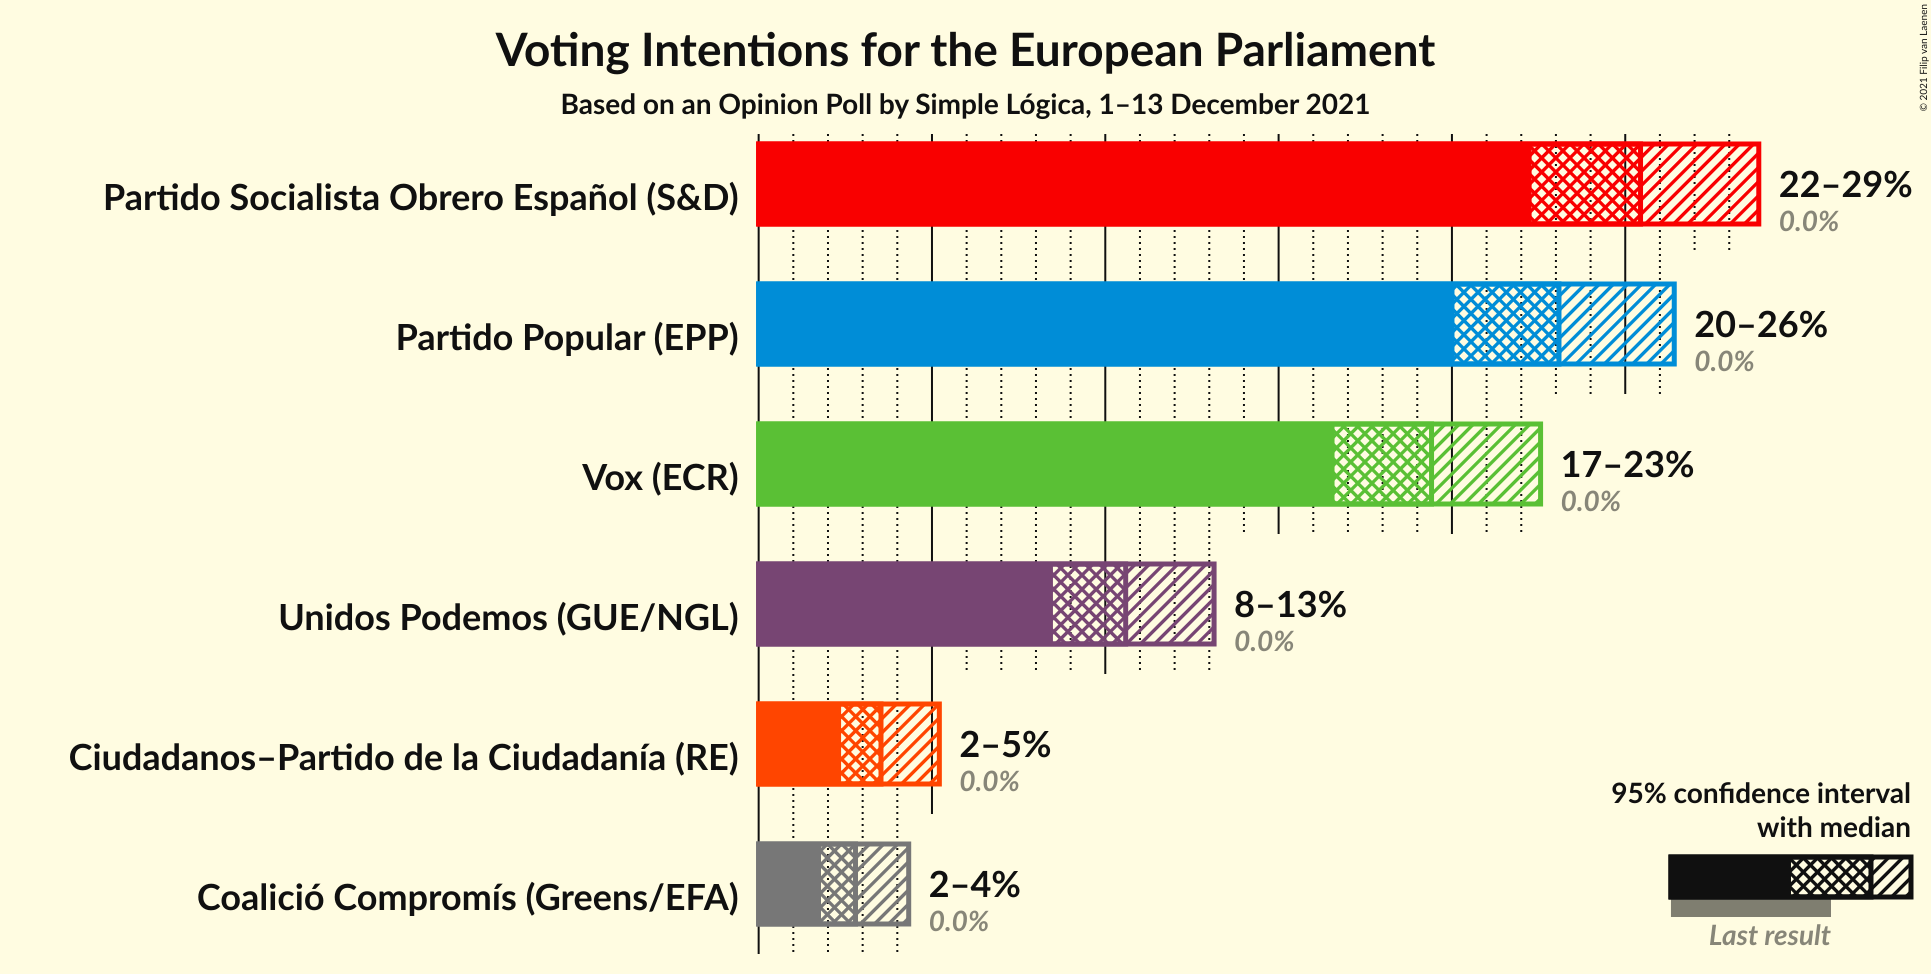 Voting Intentions for the European Parliament
Based on an Opinion Poll by Simple Lógica, 1–13 December 2021
© 2021 Filip van Laenen
Partido Socialista Obrero Español (S&D)
22–29%
0.0%
Partido Popular (EPP)
20–26%
0.0%
Vox (ECR)
17–23%
0.0%
Unidos Podemos (GUE/NGL)
8–13%
0.0%
Ciudadanos–Partido de la Ciudadanía (RE)
2–5%
0.0%
Coalició Compromís (Greens/EFA)
2–4%
0.0%
95% confidence interval
with median
Last result